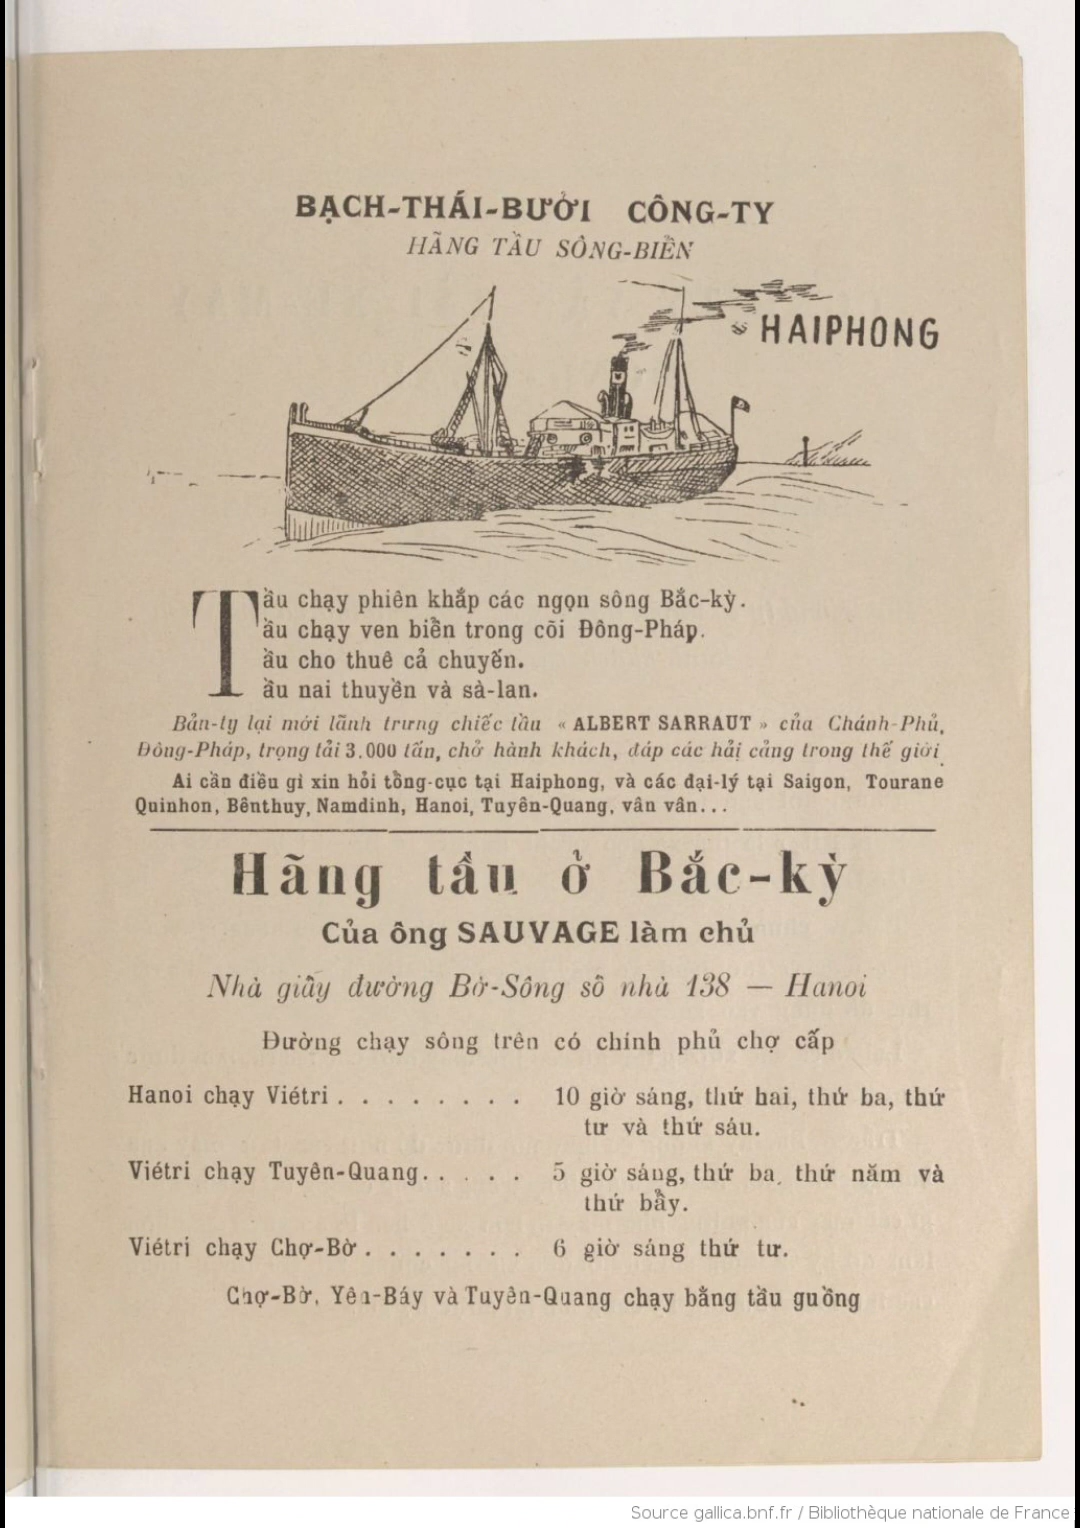 BẠCH-THÁI-BƯỞI CÔNG-TY
HÃNG TẦU SÔNG-BIỂN
HAIPHONG
Tầu chạy phiên khắp các ngọn sông Bắc-kỳ.
ầu chạy ven biển trong cõi Đông-Pháp.
ầu cho thuê cả chuyến.
ầu nai thuyền và sà-lan.
Bản-ty lại mới lãnh trưng chiếc tầu « ALBERT SARRAUT » của Chánh-Phủ,
Đông-Pháp, trọng tải 3.000 tấn, chở hành khách, đáp các hải cảng trong thế giới.
Ai cần điều gì xin hỏi tổng-cục tại Haiphong, và các đại-lý tại Saigon, Tourane
Quinhon, Bênthuy, Namdinh, Hanoi, Tuyên-Quang, vân vân...
Hãng tầu ở Bắc-kỳ
Của ông SAUVAGE làm chủ
Nhà giấy đường Bờ-Sông số nhà 138 — Hanoi
Đường chạy sông trên có chính phủ chợ cấp
Hanoi chạy Viétri . . . . . . . . 10 giờ sáng, thứ hai, thứ ba, thứ
tư và thứ sáu.
Viétri chạy Tuyên-Quang. . . . . 5 giờ sáng, thứ ba, thứ năm và
thứ bẩy.
Viétri chạy Chợ-Bờ . . . . . . . 6 giờ sáng thứ tư.
Chợ-Bờ, Yên-Báy và Tuyên-Quang chạy bằng tầu guồng
Source gallica.bnf.fr / Bibliothèque nationale de France